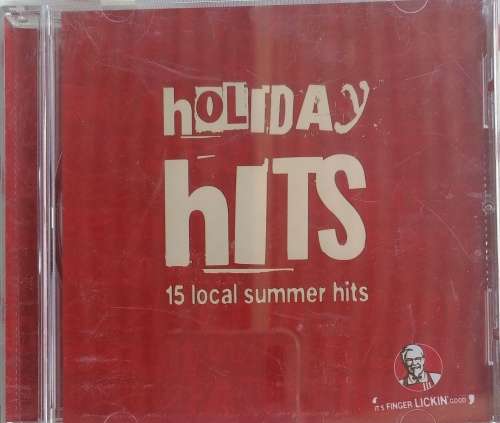 hOLIDAy
hITS
15 local summer hits
'IT'S FINGER LICKIN' GOOD'